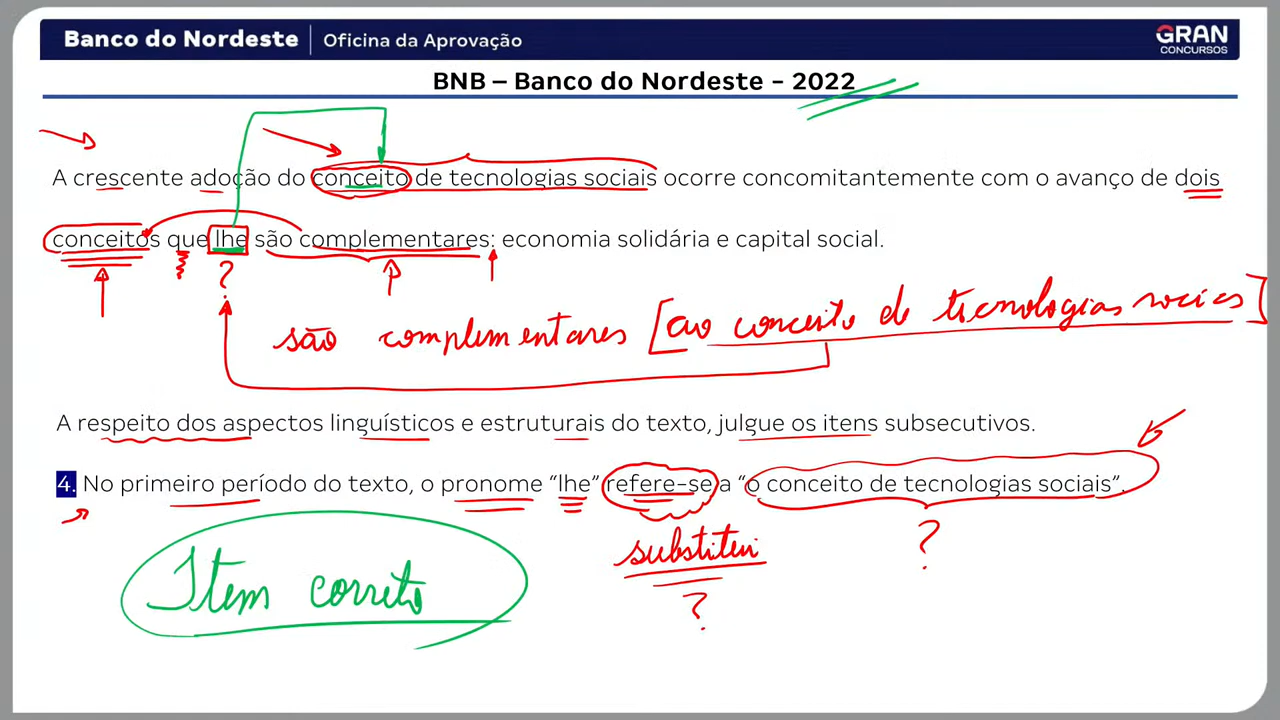 Banco do Nordeste | Oficina da Aprovação
GRAN
CONCURSOS
BNB – Banco do Nordeste - 2022
A crescente adoção do conceito de tecnologias sociais ocorre concomitantemente com o avanço de dois
conceitos que lhe são complementares: economia solidária e capital social.
?
são complementares [ao conceito de tecnologias sociais]
A respeito dos aspectos linguísticos e estruturais do texto, julgue os itens subsecutivos.
4. No primeiro período do texto, o pronome “lhe” refere-se a “o conceito de tecnologias sociais”.
substitui
?
?
Item correto